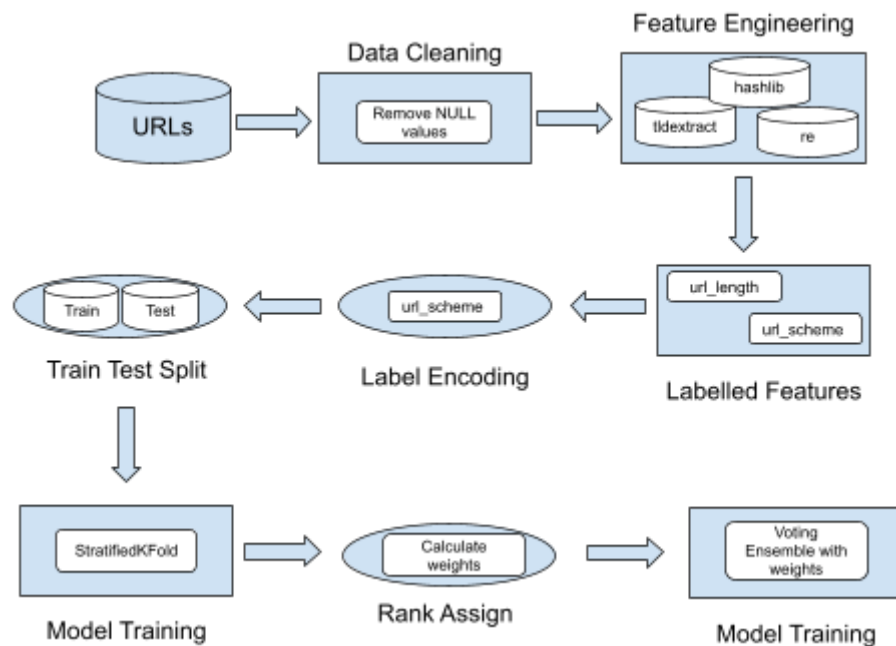 Feature Engineering
Data Cleaning
URLs
Remove NULL
values
hashlib
tldextract
re
Train
Test
url_scheme
url_length
url_scheme
Train Test Split
Label Encoding
Labelled Features
StratifiedKFold
Calculate
weights
Voting
Ensemble with
weights
Model Training
Rank Assign
Model Training